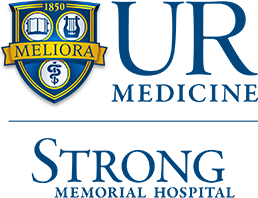 1850
MELIORA
UR
MEDICINE
STRONG
MEMORIAL HOSPITAL